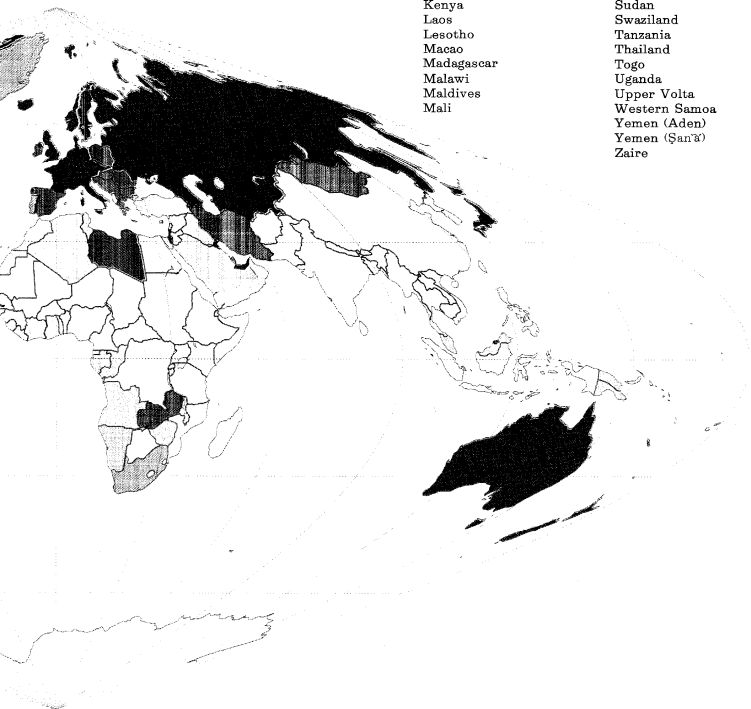 Kenya
Laos
Lesotho
Macao
Madagascar
Malawi
Maldives
Mali
Sudan
Swaziland
Tanzania
Thailand
Togo
Uganda
Upper Volta
Western Samoa
Yemen (Aden)
Yemen (Ṣan'ā')
Zaire